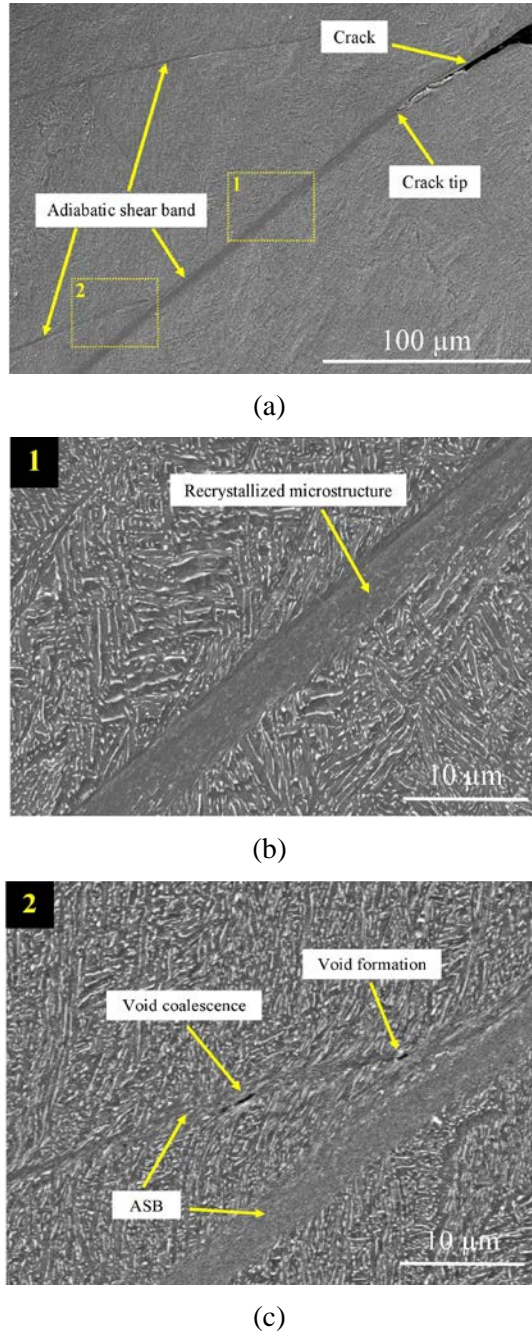 Crack
Crack tip
1
Adiabatic shear band
2
100 µm
(a)
1
Recrystallized microstructure
10 µm
(b)
2
Void formation
Void coalescence
ASB
10 µm
(c)